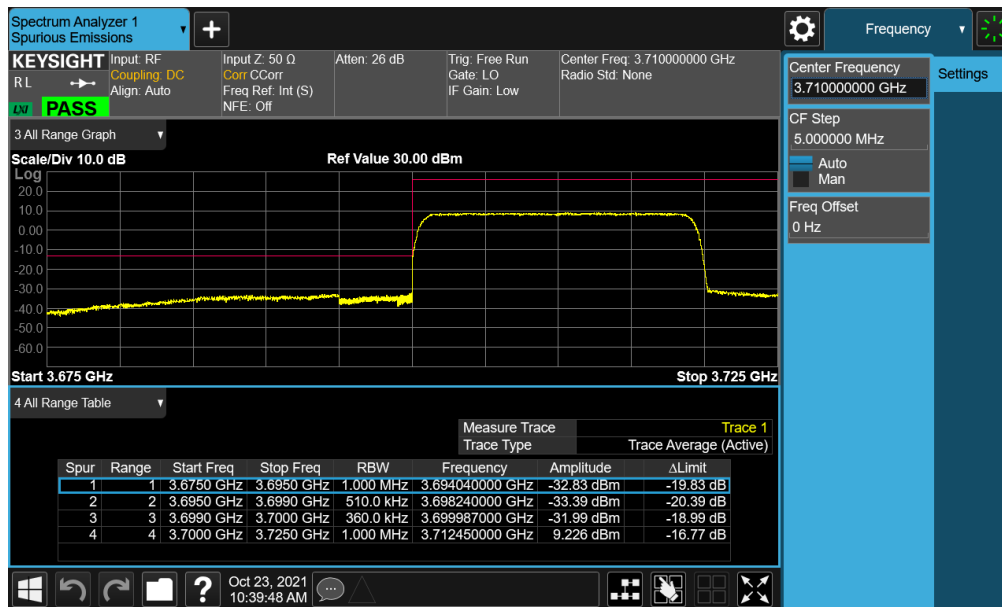 Spectrum Analyzer 1
Spurious Emissions
+
Frequency
KEYSIGHT
RL
LXI PASS
Input: RF
Coupling: DC
Align: Auto
Input Z: 50 Ω
Corr CCorr
Freq Ref: Int (S)
NFE: Off
Atten: 26 dB
Trig: Free Run
Gate: LO
IF Gain: Low
Center Freq: 3.710000000 GHz
Radio Std: None
Center Frequency
3.710000000 GHz
Settings
CF Step
5.000000 MHz
Auto
Man
Freq Offset
0 Hz
3 All Range Graph
Scale/Div 10.0 dB
Ref Value 30.00 dBm
Log
20.0
10.0
0.00
-10.0
-20.0
-30.0
-40.0
-50.0
-60.0
Start 3.675 GHz
Stop 3.725 GHz
4 All Range Table
Measure Trace Trace 1
Trace Type Trace Average (Active)
Spur Range Start Freq Stop Freq RBW Frequency Amplitude ΔLimit
1 1 3.6750 GHz 3.6950 GHz 1.000 MHz 3.694040000 GHz -32.83 dBm -19.83 dB
2 2 3.6950 GHz 3.6990 GHz 510.0 kHz 3.698240000 GHz -33.39 dBm -20.39 dB
3 3 3.6990 GHz 3.7000 GHz 360.0 kHz 3.699987000 GHz -31.99 dBm -18.99 dB
4 4 3.7000 GHz 3.7250 GHz 1.000 MHz 3.712450000 GHz 9.226 dBm -16.77 dB
?
Oct 23, 2021
10:39:48 AM